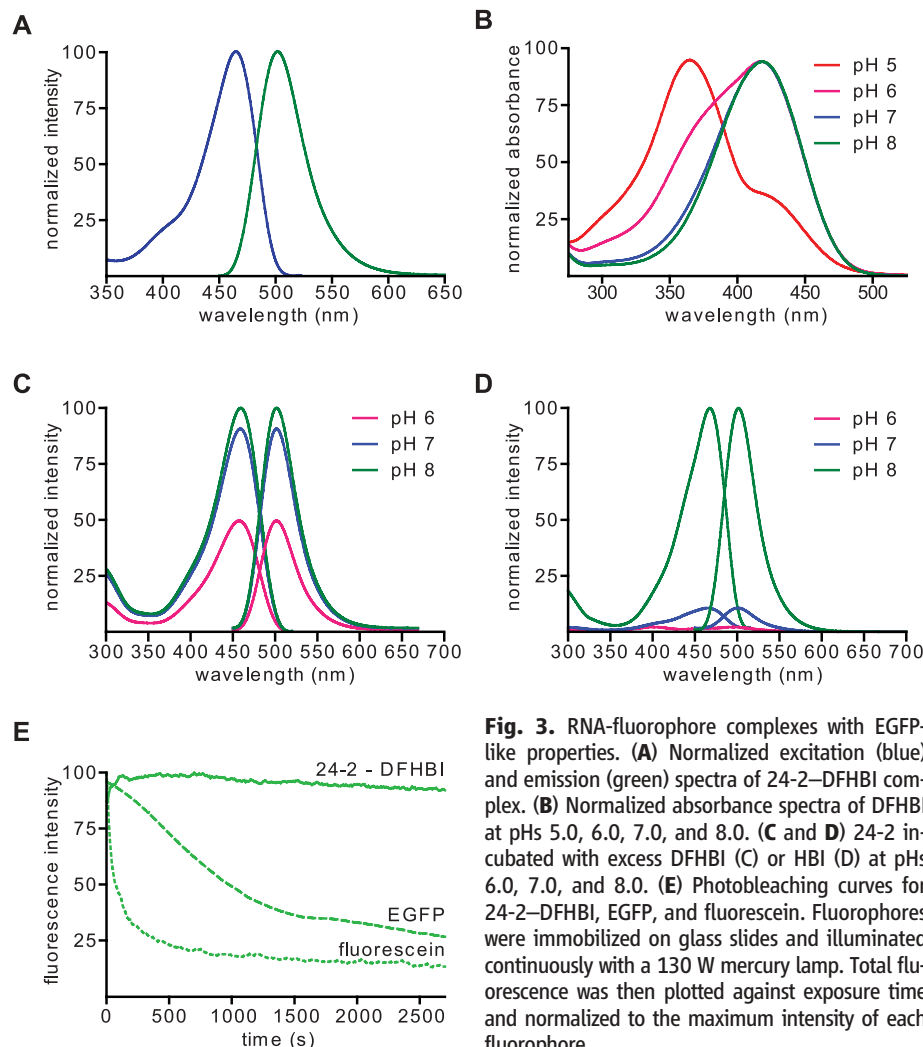 A
normalized intensity
100
75
50
25
350 400 450 500 550 600 650
wavelength (nm)
B
normalized absorbance
100
75
50
25
300 350 400 450 500
wavelength (nm)
pH 5
pH 6
pH 7
pH 8
C
normalized intensity
100
75
50
25
300 350 400 450 500 550 600 650 700
wavelength (nm)
pH 6
pH 7
pH 8
D
normalized intensity
100
75
50
25
300 350 400 450 500 550 600 650 700
wavelength (nm)
pH 6
pH 7
pH 8
E
fluorescence intensity
100
75
50
25
0 500 1000 1500 2000 2500
time (s)
24-2 - DFHBI
EGFP
fluorescein
Fig. 3. RNA-fluorophore complexes with EGFP-
like properties. (A) Normalized excitation (blue)
and emission (green) spectra of 24-2–DFHBI com-
plex. (B) Normalized absorbance spectra of DFHBI
at pHs 5.0, 6.0, 7.0, and 8.0. (C and D) 24-2 in-
cubated with excess DFHBI (C) or HBI (D) at pHs
6.0, 7.0, and 8.0. (E) Photobleaching curves for
24-2–DFHBI, EGFP, and fluorescein. Fluorophores
were immobilized on glass slides and illuminated
continuously with a 130 W mercury lamp. Total flu-
orescence was then plotted against exposure time
and normalized to the maximum intensity of each
fluorophore.